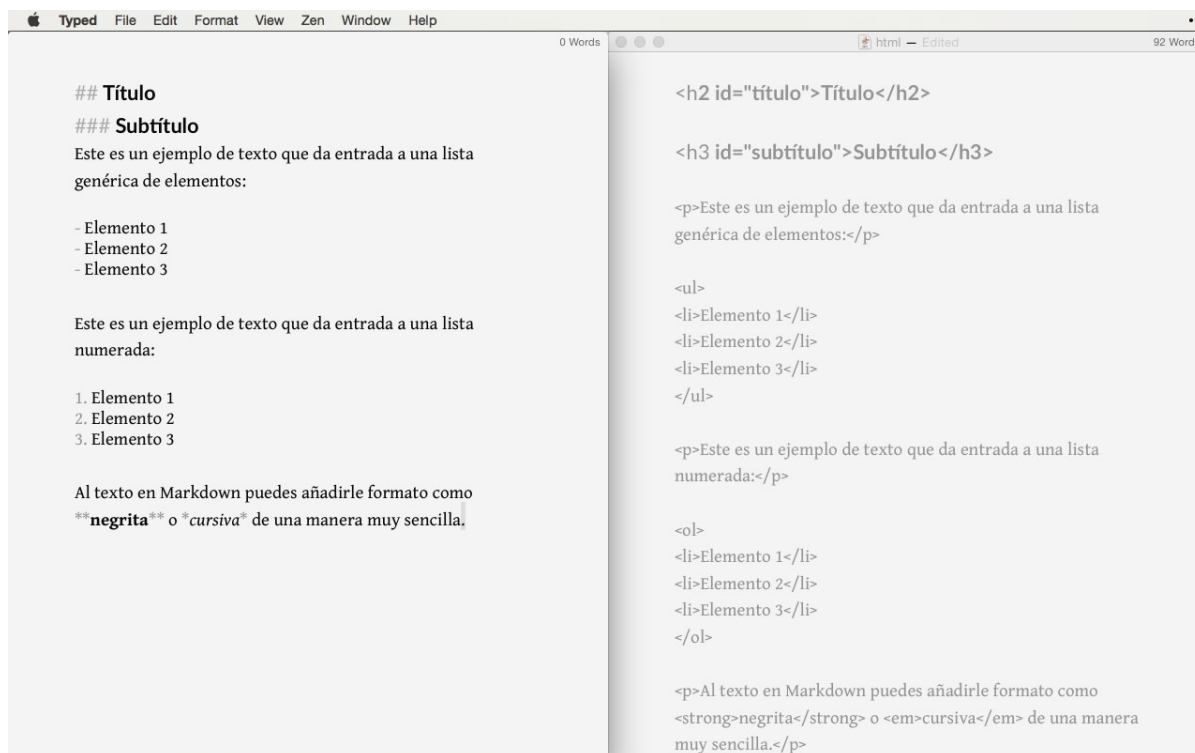 Typed File Edit Format View Zen Window Help
0 Words
## Título
### Subtítulo
Este es un ejemplo de texto que da entrada a una lista
genérica de elementos:
- Elemento 1
- Elemento 2
- Elemento 3
Este es un ejemplo de texto que da entrada a una lista
numerada:
1. Elemento 1
2. Elemento 2
3. Elemento 3
Al texto en Markdown puedes añadirle formato como
**negrita** o *cursiva* de una manera muy sencilla.
html — Edited
92 Word
<h2 id="título">Título</h2>
<h3 id="subtítulo">Subtítulo</h3>
<p>Este es un ejemplo de texto que da entrada a una lista
genérica de elementos:</p>
<ul>
<li>Elemento 1</li>
<li>Elemento 2</li>
<li>Elemento 3</li>
</ul>
<p>Este es un ejemplo de texto que da entrada a una lista
numerada:</p>
<ol>
<li>Elemento 1</li>
<li>Elemento 2</li>
<li>Elemento 3</li>
</ol>
<p>Al texto en Markdown puedes añadirle formato como
<strong>negrita</strong> o <em>cursiva</em> de una manera
muy sencilla.</p>